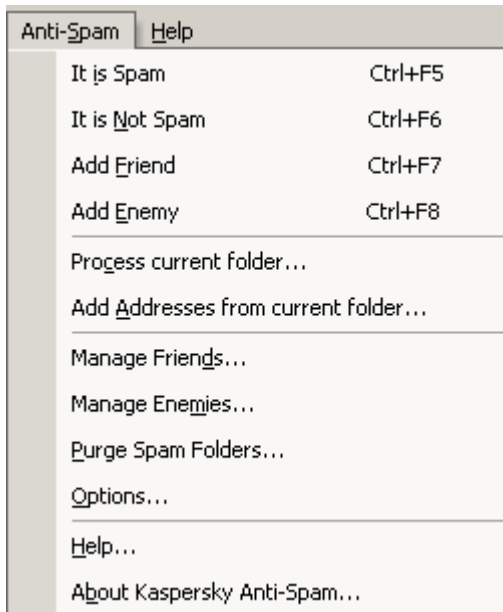 Anti-Spam Help
It is Spam Ctrl+F5
It is Not Spam Ctrl+F6
Add Friend Ctrl+F7
Add Enemy Ctrl+F8
Process current folder...
Add Addresses from current folder...
Manage Friends...
Manage Enemies...
Purge Spam Folders...
Options...
Help...
About Kaspersky Anti-Spam...